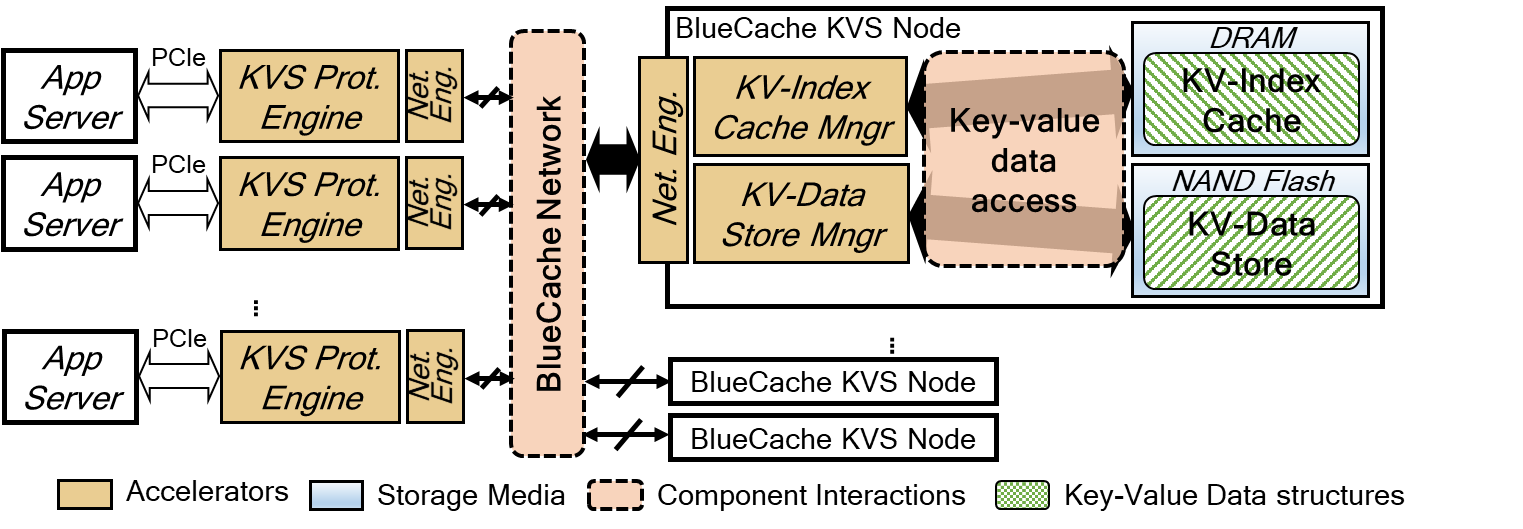 BlueCache KVS Node
App
Server
PCIe
KVS Prot.
Engine
Net.
Eng.
App
Server
PCIe
KVS Prot.
Engine
Net.
Eng.
⋮
App
Server
PCIe
KVS Prot.
Engine
Net.
Eng.
BlueCache Network
Net. Eng.
KV-Index
Cache Mngr
KV-Data
Store Mngr
Key-value
data
access
DRAM
KV-Index
Cache
NAND Flash
KV-Data
Store
⋮
BlueCache KVS Node
BlueCache KVS Node
Accelerators
Storage Media
Component Interactions
Key-Value Data structures